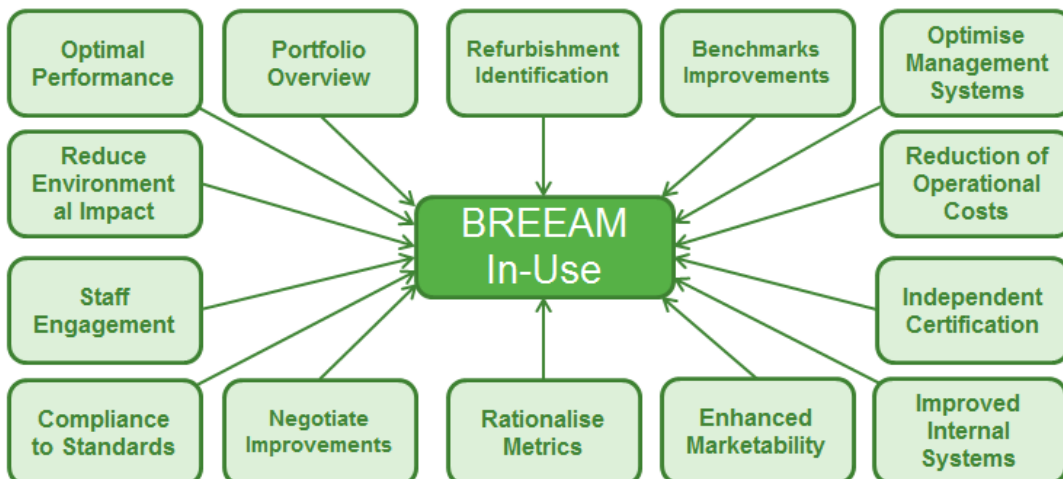 Optimal
Performance
Portfolio
Overview
Refurbishment
Identification
Benchmarks
Improvements
Optimise
Management
Systems
Reduce
Environment
al Impact
BREEAM
In-Use
Reduction of
Operational
Costs
Staff
Engagement
Independent
Certification
Compliance
to Standards
Negotiate
Improvements
Rationalise
Metrics
Enhanced
Marketability
Improved
Internal
Systems